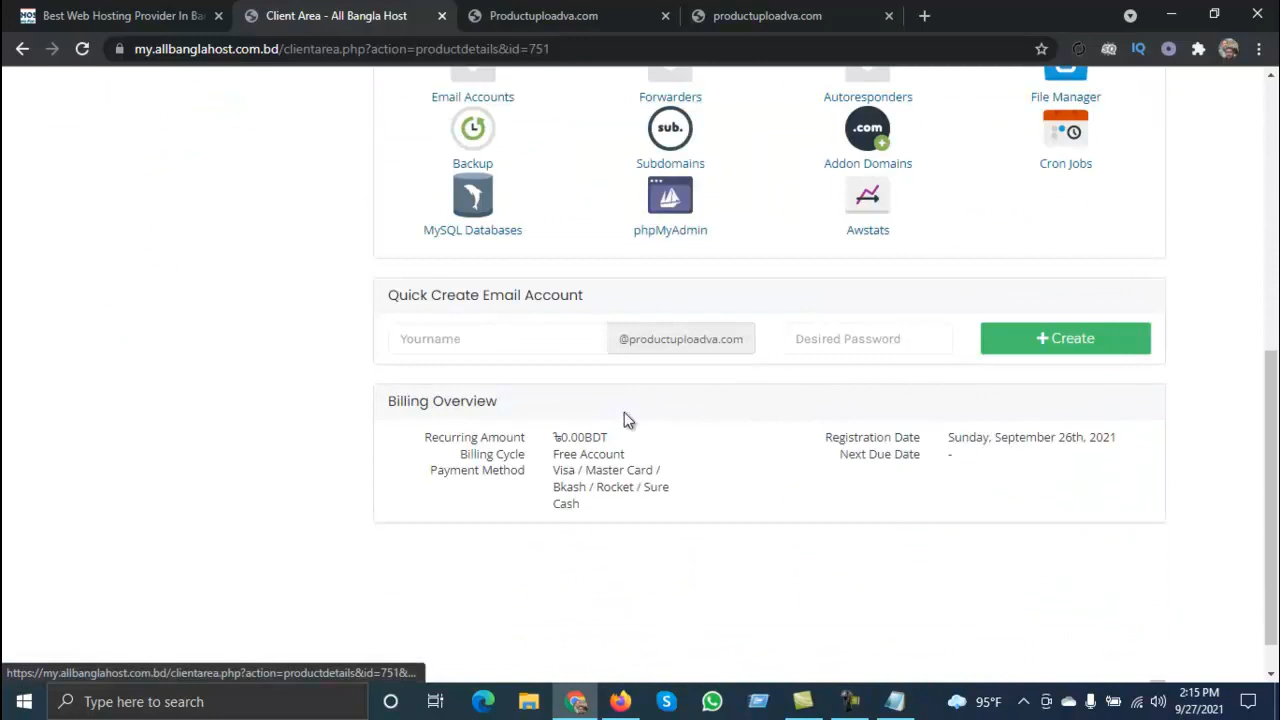 Best Web Hosting Provider In Ba
Client Area - All Bangla Host
Productuploadva.com
productuploadva.com
my.allbanglahost.com.bd/clientarea.php?action=productdetails&id=751
Email Accounts
Forwarders
Autoresponders
File Manager
sub.
.com
Backup
Subdomains
Addon Domains
Cron Jobs
MySQL Databases
phpMyAdmin
Awstats
Quick Create Email Account
Yourname
@productuploadva.com
Desired Password
+ Create
Billing Overview
Recurring Amount
৳0.00BDT
Registration Date
Sunday, September 26th, 2021
Billing Cycle
Free Account
Next Due Date
-
Payment Method
Visa / Master Card /
Bkash / Rocket / Sure
Cash
https://my.allbanglahost.com.bd/clientarea.php?action=productdetails&id=751&...
Type here to search
95°F
2:15 PM
9/27/2021